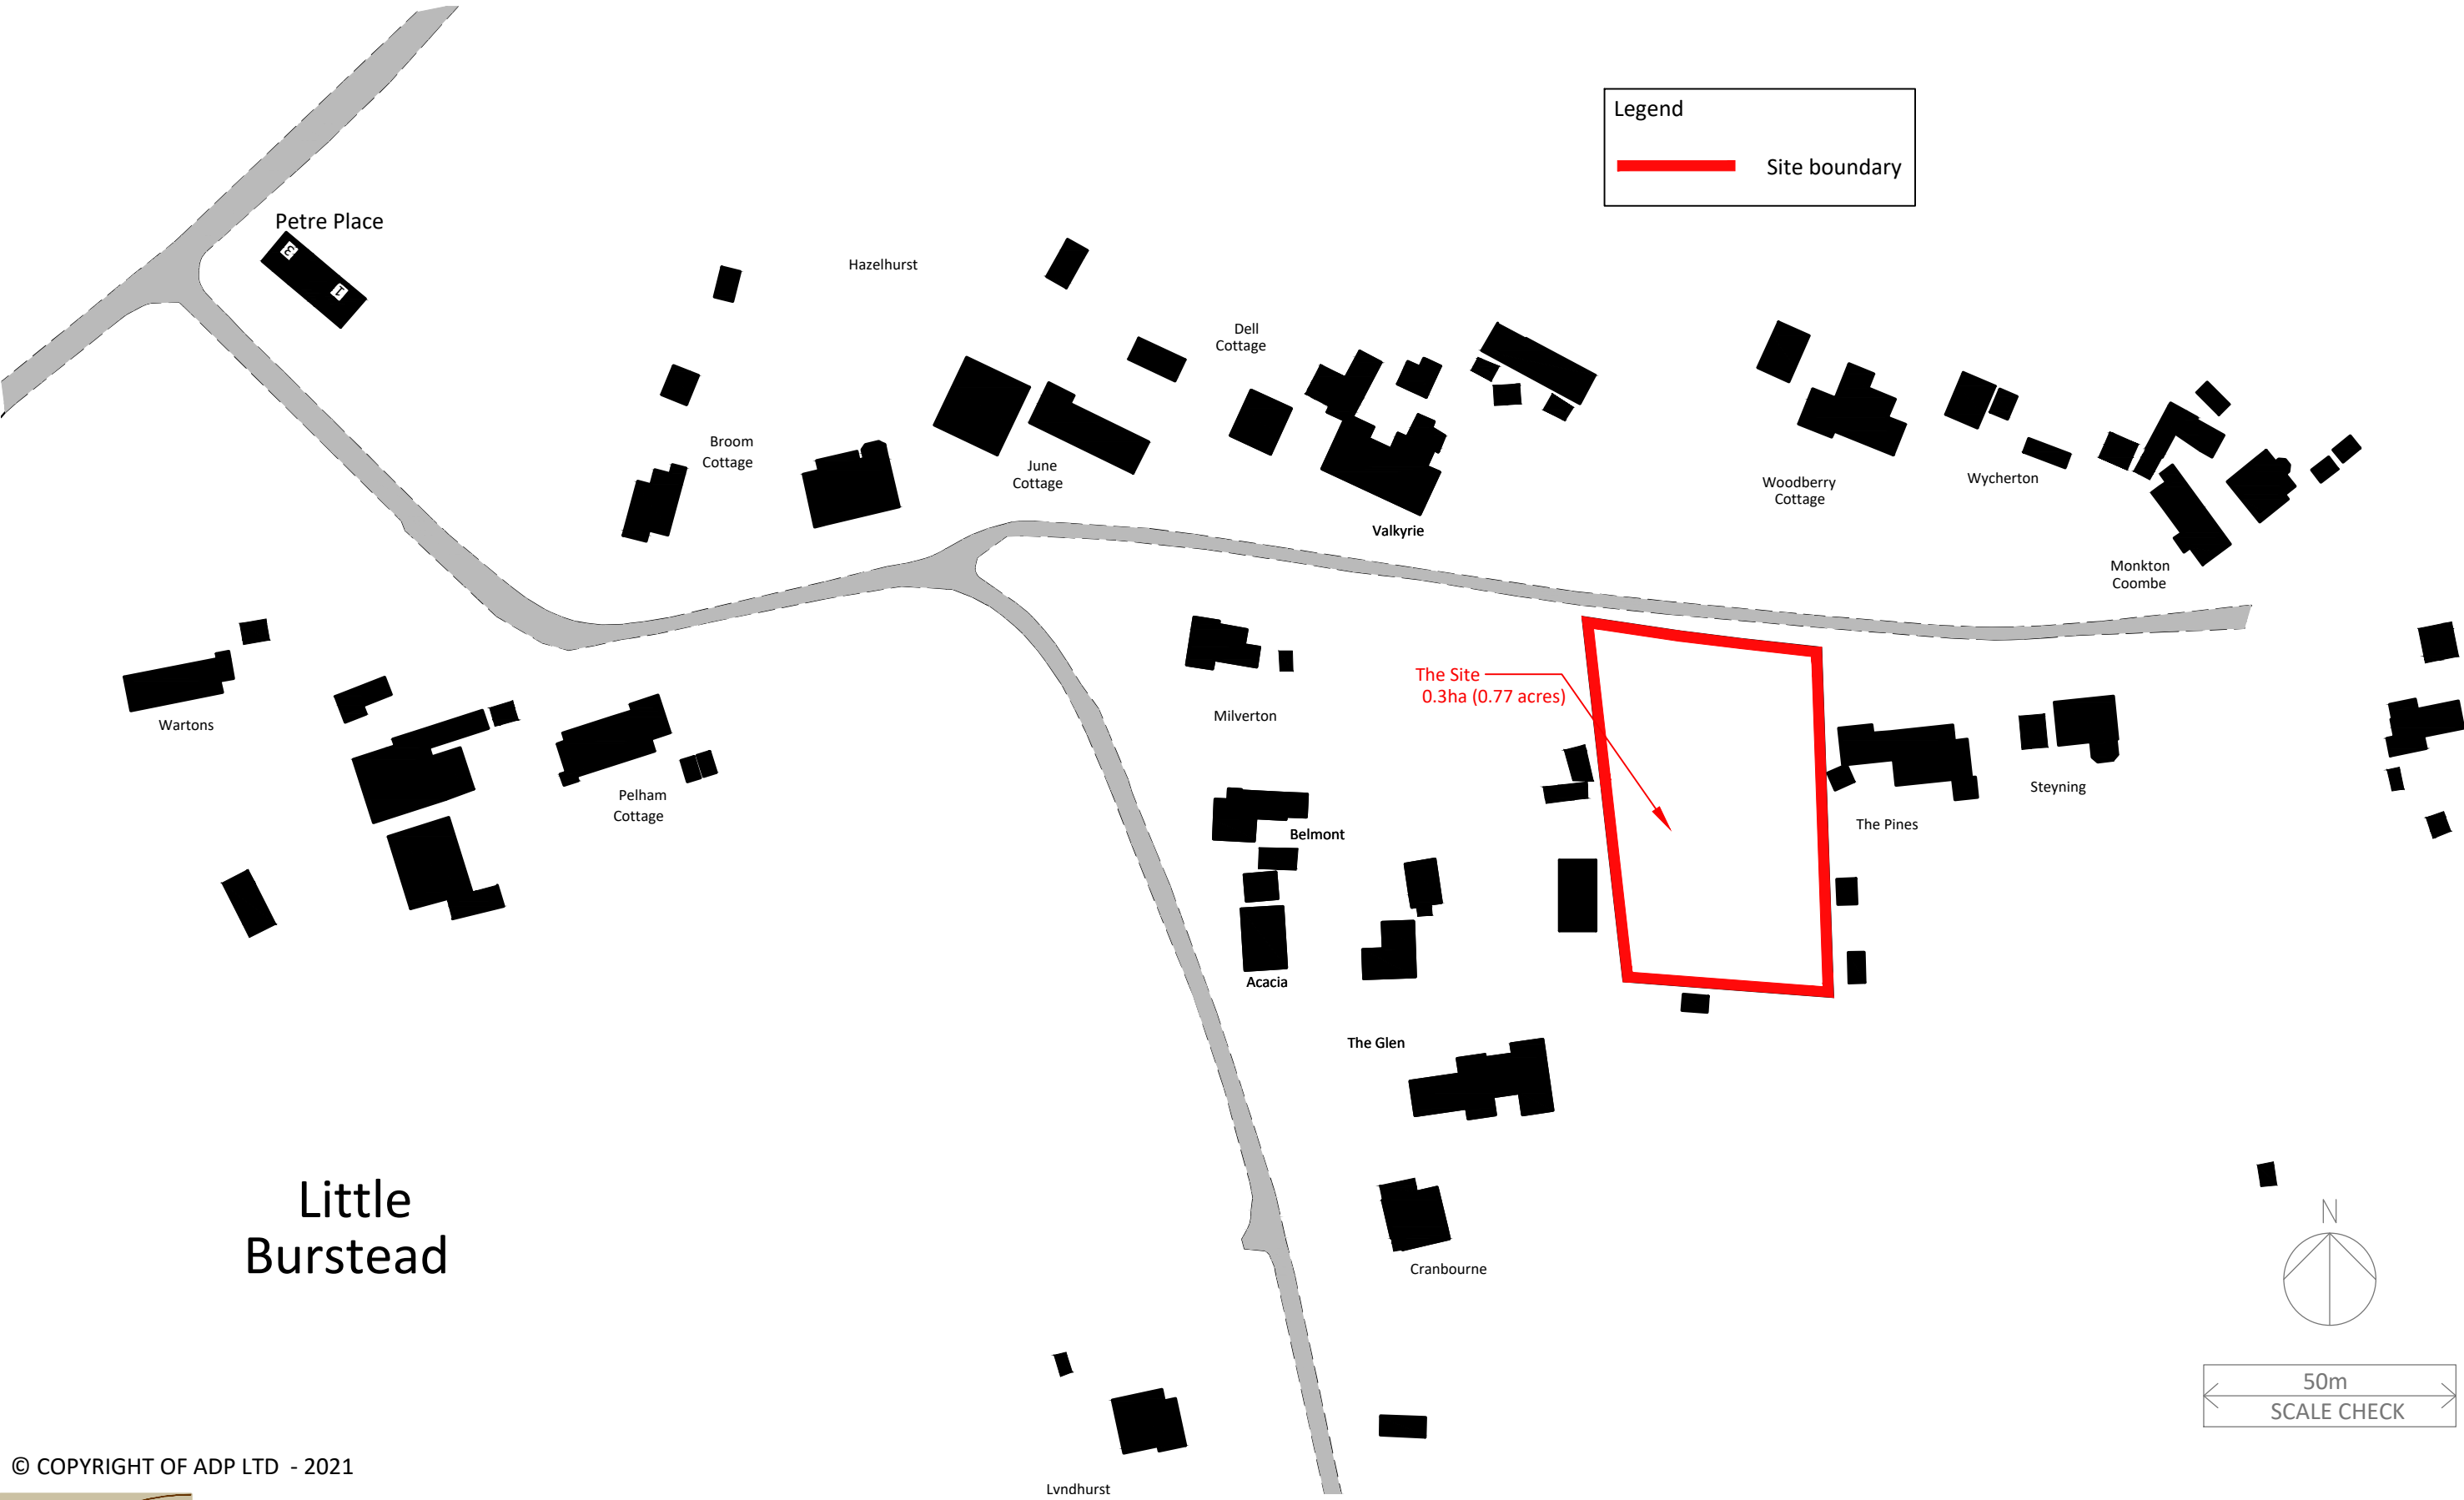 Legend
Site boundary
Petre Place
3
1
Hazelhurst
Dell
Cottage
Broom
Cottage
June
Cottage
Valkyrie
Woodberry
Cottage
Wycherton
Monkton
Coombe
The Site
0.3ha (0.77 acres)
Milverton
Wartons
Pelham
Cottage
Steyning
The Pines
Belmont
Acacia
The Glen
Little
Burstead
N
Cranbourne
50m
SCALE CHECK
© COPYRIGHT OF ADP LTD - 2021
Lyndhurst